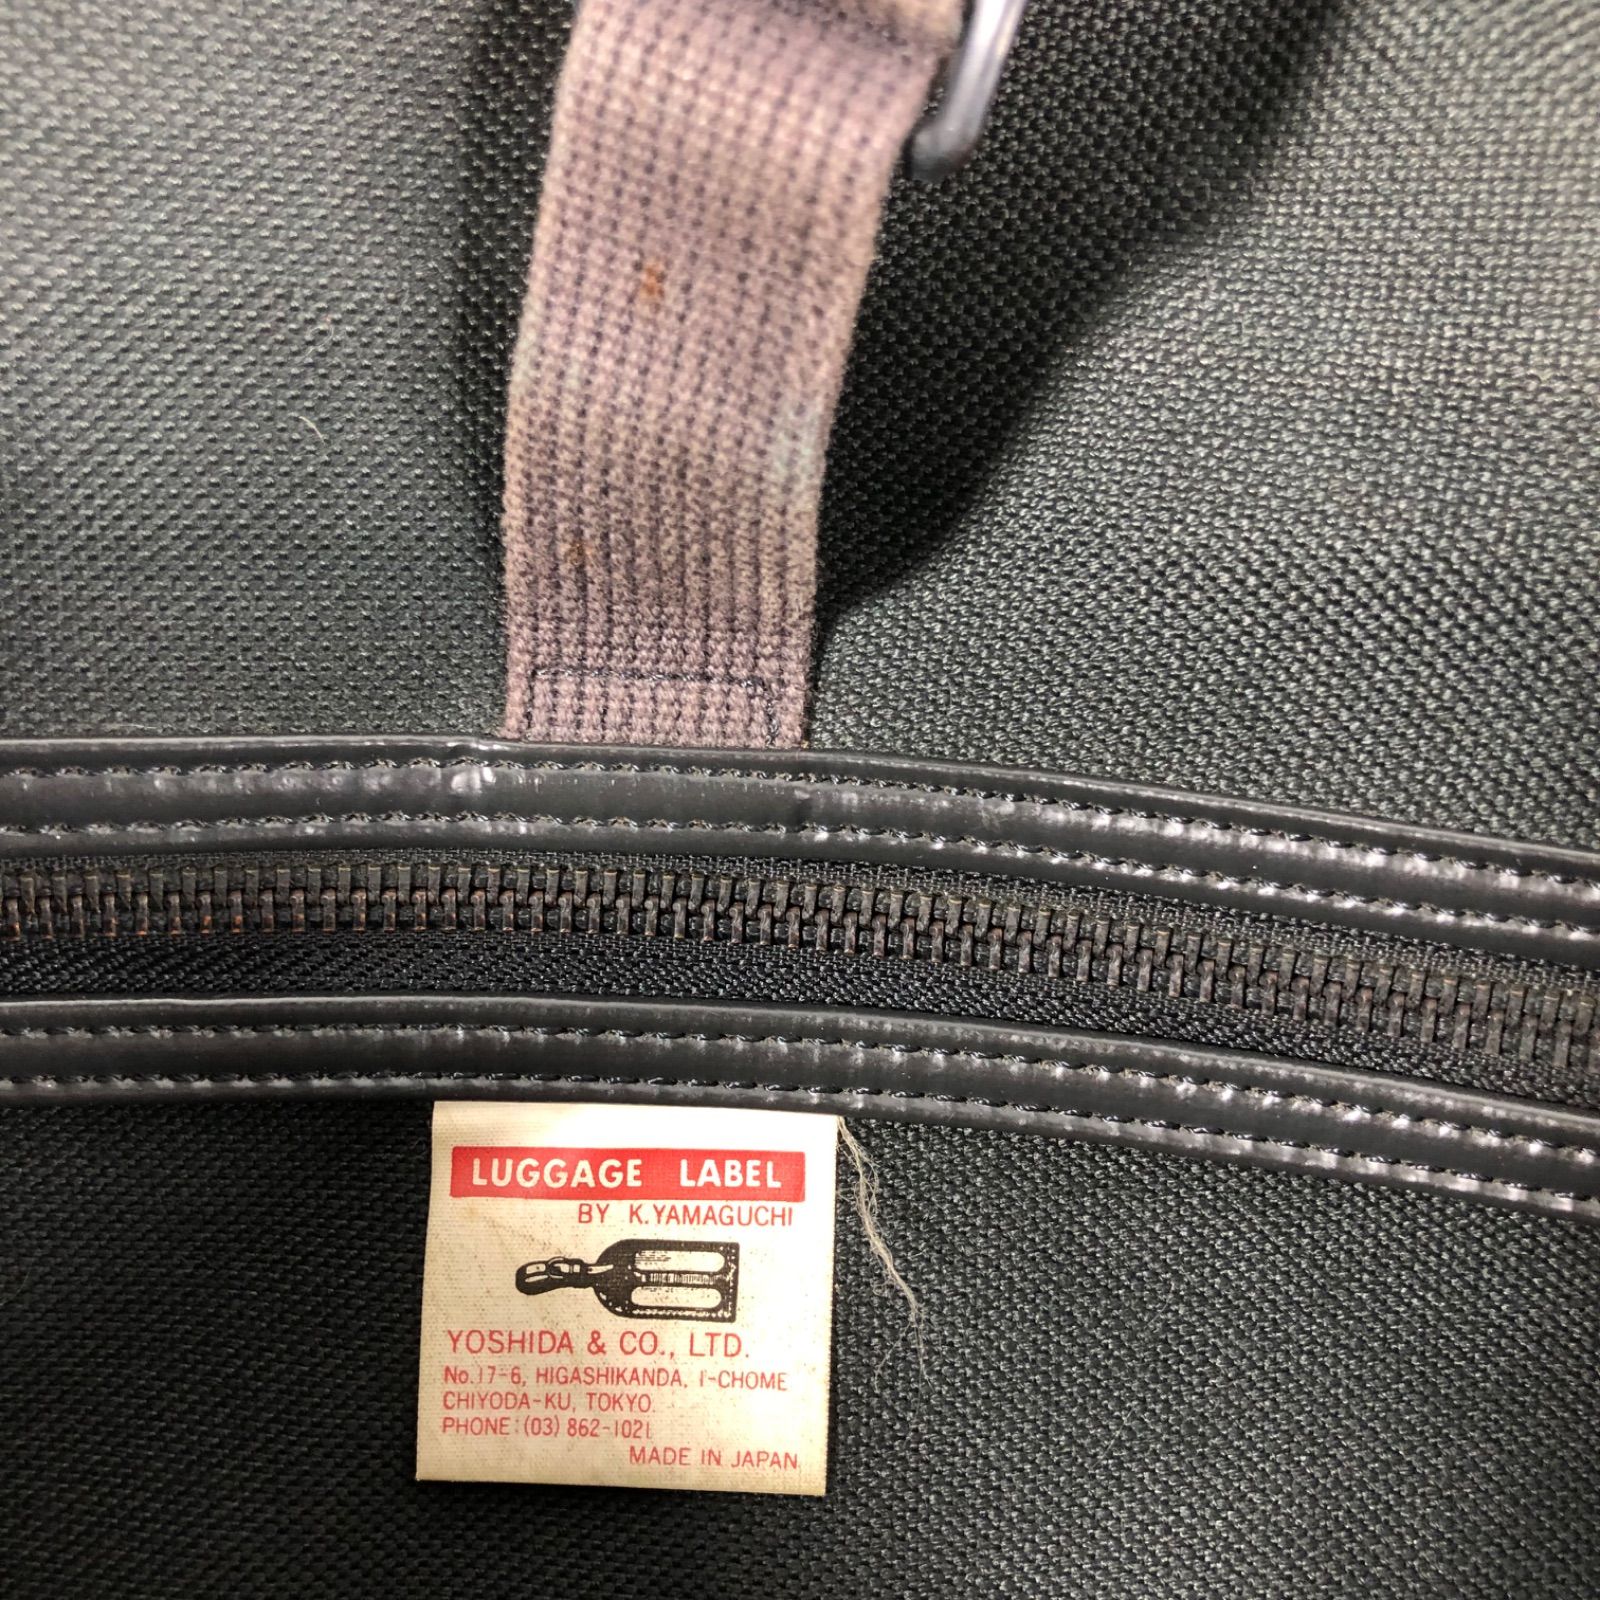 LUGGAGE LABEL
BY K.YAMAGUCHI
YOSHIDA & CO., LTD.
No.17-6, HIGASHIKANDA, 1-CHOME
CHIYODA-KU, TOKYO.
PHONE:(03) 862-1021
MADE IN JAPAN